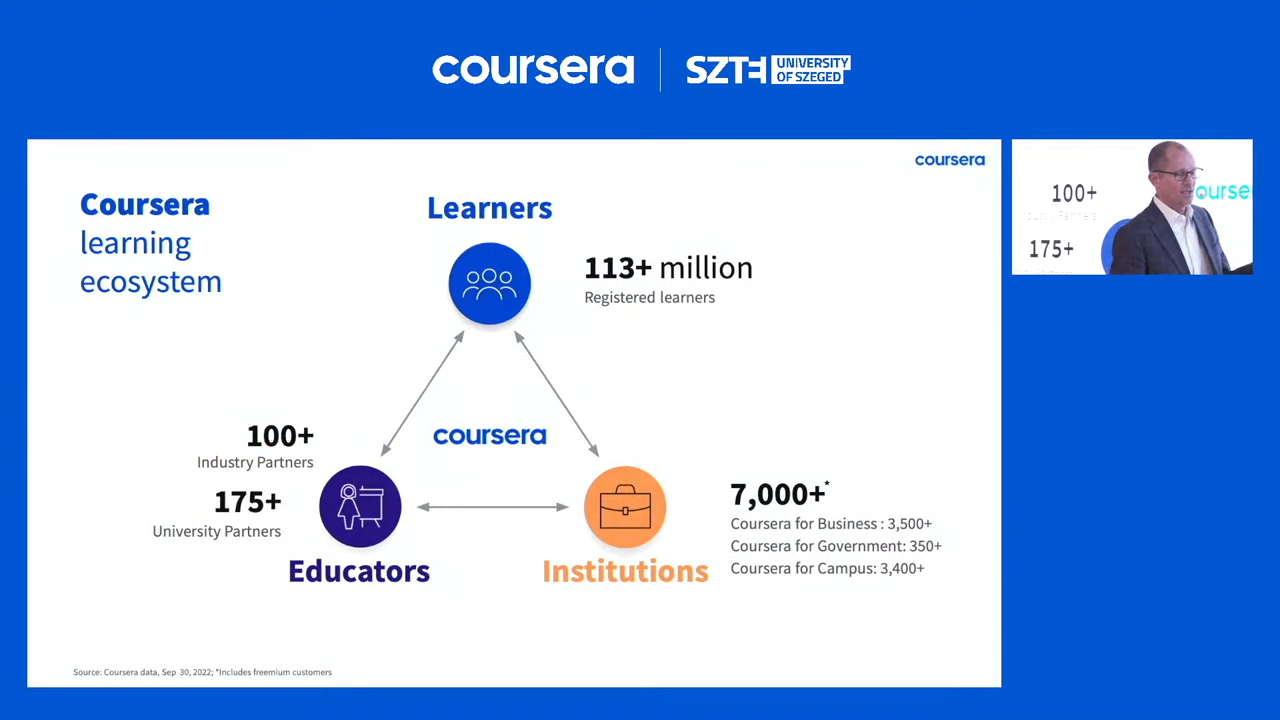 coursera
SZTE UNIVERSITY
OF SZEGED
coursera
Coursera
learning
ecosystem
Learners
113+ million
Registered learners
100+
Industry Partners
175+
University Partners
coursera
Educators
Institutions
7,000+*
Coursera for Business : 3,500+
Coursera for Government: 350+
Coursera for Campus: 3,400+
Source: Coursera data, Sep 30, 2022; *Includes freemium customers
100+
175+
ourse